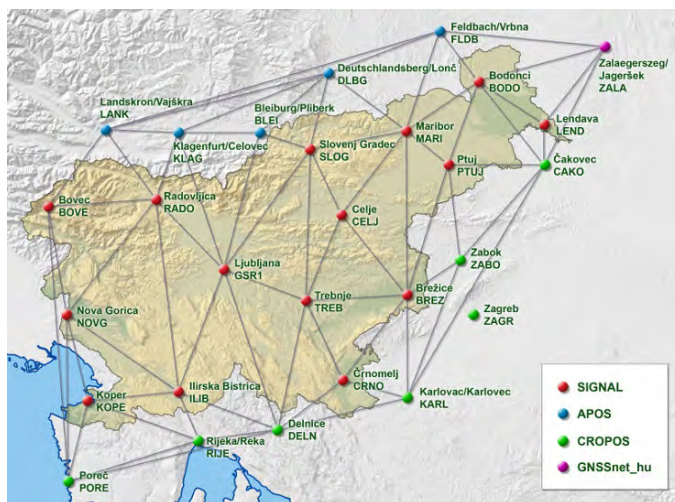 Feldbach/Vrbna
FLDB
Zalaegerszeg/
Jageršek
ZALA
Deutschlandsberg/Lonč
DLBG
Bodonci
BODO
Landskron/Vajškra
LANK
Bleiburg/Pliberk
BLEI
Klagenfurt/Celovec
KLAG
Slovenj Gradec
SLOG
Maribor
MARI
Lendava
LEND
Ptuj
PTUJ
Čakovec
CAKO
Bovec
BOVE
Radovljica
RADO
Celje
CELJ
Zabok
ZABO
Ljubljana
GSR1
Trebnje
TREB
Brežice
BREZ
Zagreb
ZAGR
Nova Gorica
NOVG
Črnomelj
CRNO
Koper
KOPE
Ilirska Bistrica
ILIB
Karlovac/Karlovec
KARL
Delnice
DELN
Rijeka/Reka
RIJE
Poreč
PORE
SIGNAL
APOS
CROPOS
GNSSnet_hu